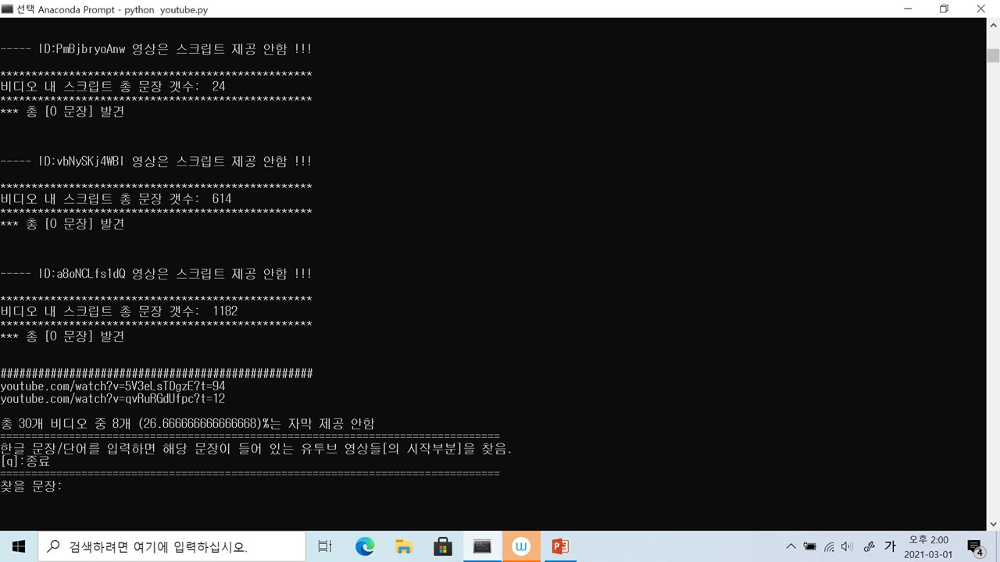 선택 Anaconda Prompt - python  youtube.py
----- ID:PmBjbryoAnw 영상은 스크립트 제공 안함 !!!
**************************************************
비디오 내 스크립트 총 문장 갯수:  24
**************************************************
*** 총 [0 문장] 발견
----- ID:vbNySKj4WBI 영상은 스크립트 제공 안함 !!!
**************************************************
비디오 내 스크립트 총 문장 갯수:  614
**************************************************
*** 총 [0 문장] 발견
----- ID:a8oNCLfs1dQ 영상은 스크립트 제공 안함 !!!
**************************************************
비디오 내 스크립트 총 문장 갯수:  1182
**************************************************
*** 총 [0 문장] 발견
##################################################
youtube.com/watch?v=5V3eLsTDgzE?t=94
youtube.com/watch?v=qvRuRGdUfpc?t=12
총 30개 비디오 중 8개 (26.666666666666668)%는 자막 제공 안함
================================================================================
한글 문장/단어를 입력하면 해당 문장이 들어 있는 유투브 영상들[의 시작부분]을 찾음.
[q]:종료
================================================================================
찾을 문장:
검색하려면 여기에 입력하십시오.
가
오후 2:00
2021-03-01
4